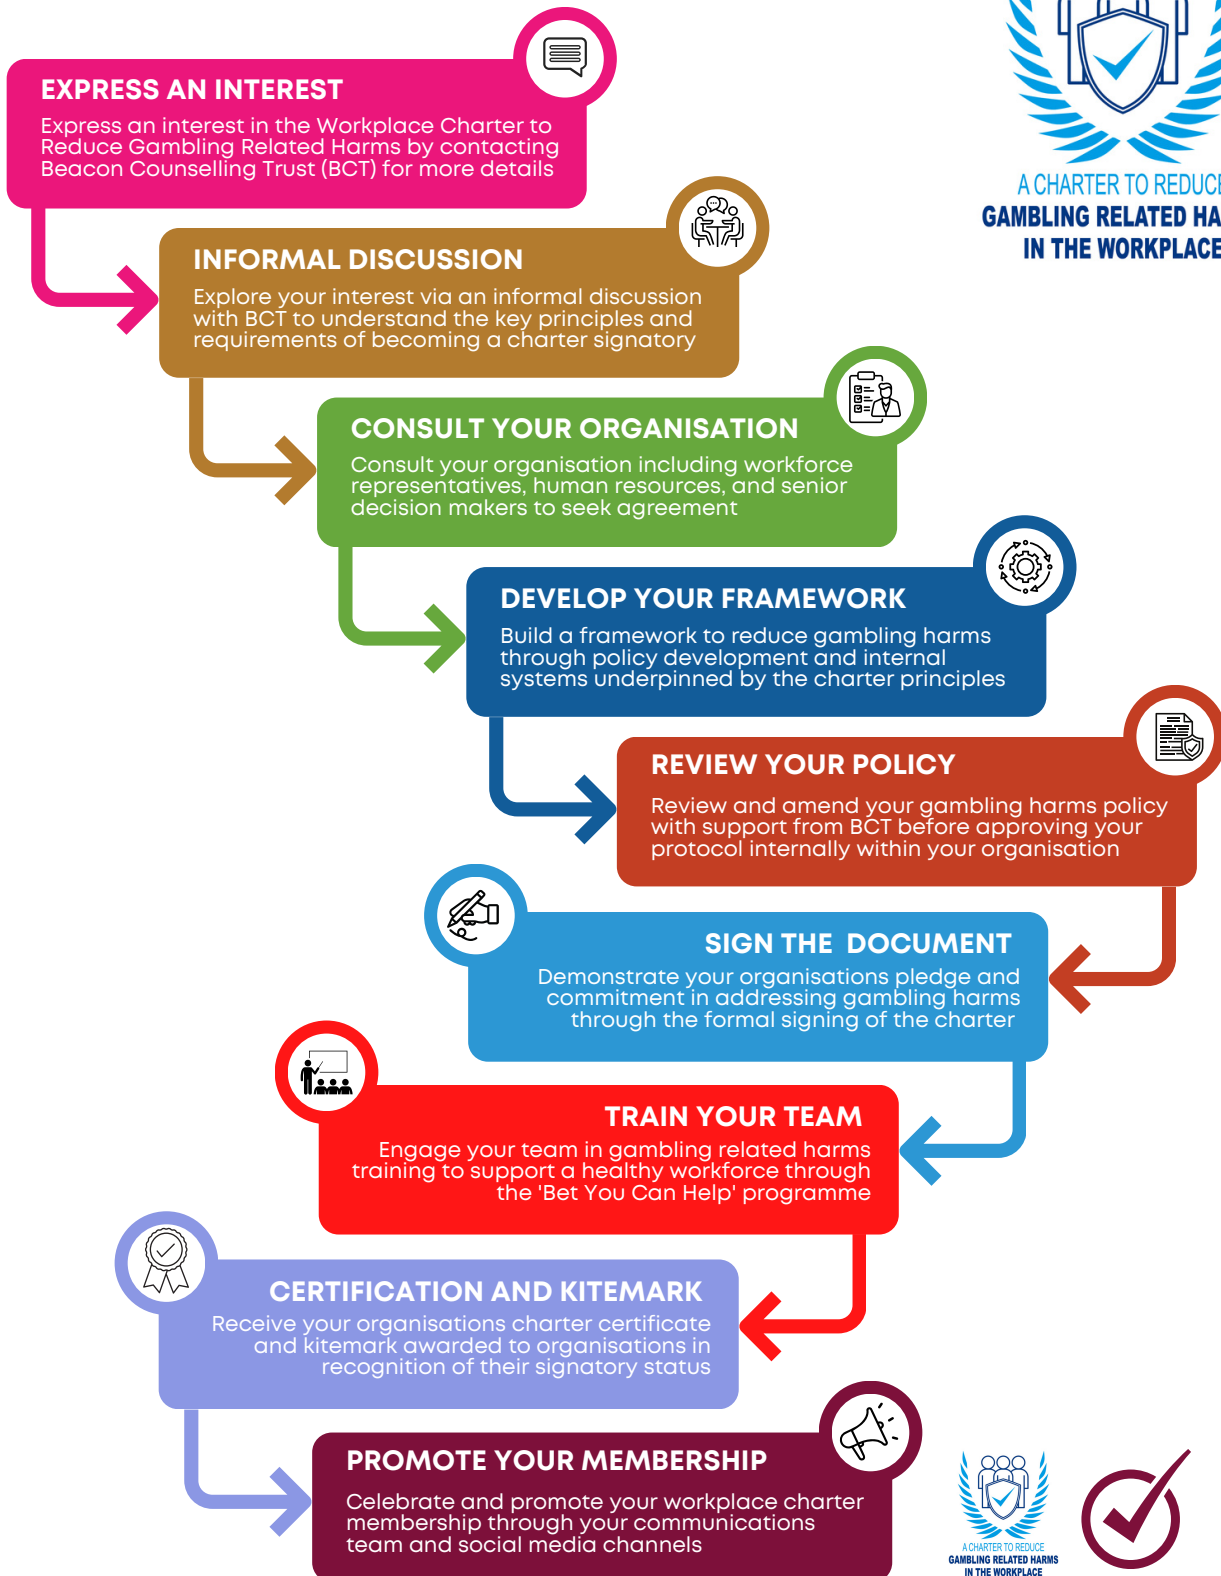 EXPRESS AN INTEREST
Express an interest in the Workplace Charter to
Reduce Gambling Related Harms by contacting
Beacon Counselling Trust (BCT) for more details
A CHARTER TO REDUCE
GAMBLING RELATED HA
IN THE WORKPLACE
INFORMAL DISCUSSION
Explore your interest via an informal discussion
with BCT to understand the key principles and
requirements of becoming a charter signatory
CONSULT YOUR ORGANISATION
Consult your organisation including workforce
representatives, human resources, and senior
decision makers to seek agreement
DEVELOP YOUR FRAMEWORK
Build a framework to reduce gambling harms
through policy development and internal
systems underpinned by the charter principles
REVIEW YOUR POLICY
Review and amend your gambling harms policy
with support from BCT before approving your
protocol internally within your organisation
SIGN THE  DOCUMENT
Demonstrate your organisations pledge and
commitment in addressing gambling harms
through the formal signing of the charter
TRAIN YOUR TEAM
Engage your team in gambling related harms
training to support a healthy workforce through
the 'Bet You Can Help' programme
CERTIFICATION AND KITEMARK
Receive your organisations charter certificate
and kitemark awarded to organisations in
recognition of their signatory status
PROMOTE YOUR MEMBERSHIP
Celebrate and promote your workplace charter
membership through your communications
team and social media channels
A CHARTER TO REDUCE
GAMBLING RELATED HARMS
IN THE WORKPLACE